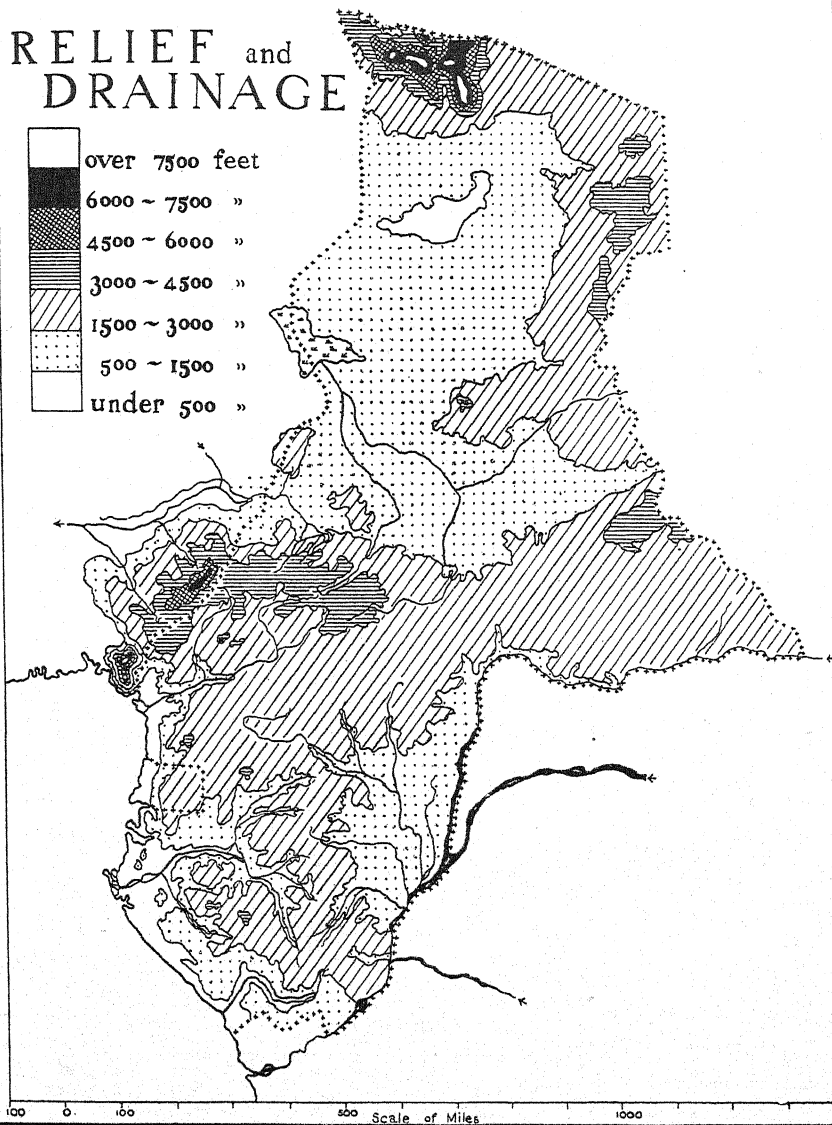 RELIEF and
DRAINAGE
over 7500 feet
6000 ~ 7500 "
4500 ~ 6000 "
3000 ~ 4500 "
1500 ~ 3000 "
500 ~ 1500 "
under 500 "
100 0 100 500 1000
Scale of Miles